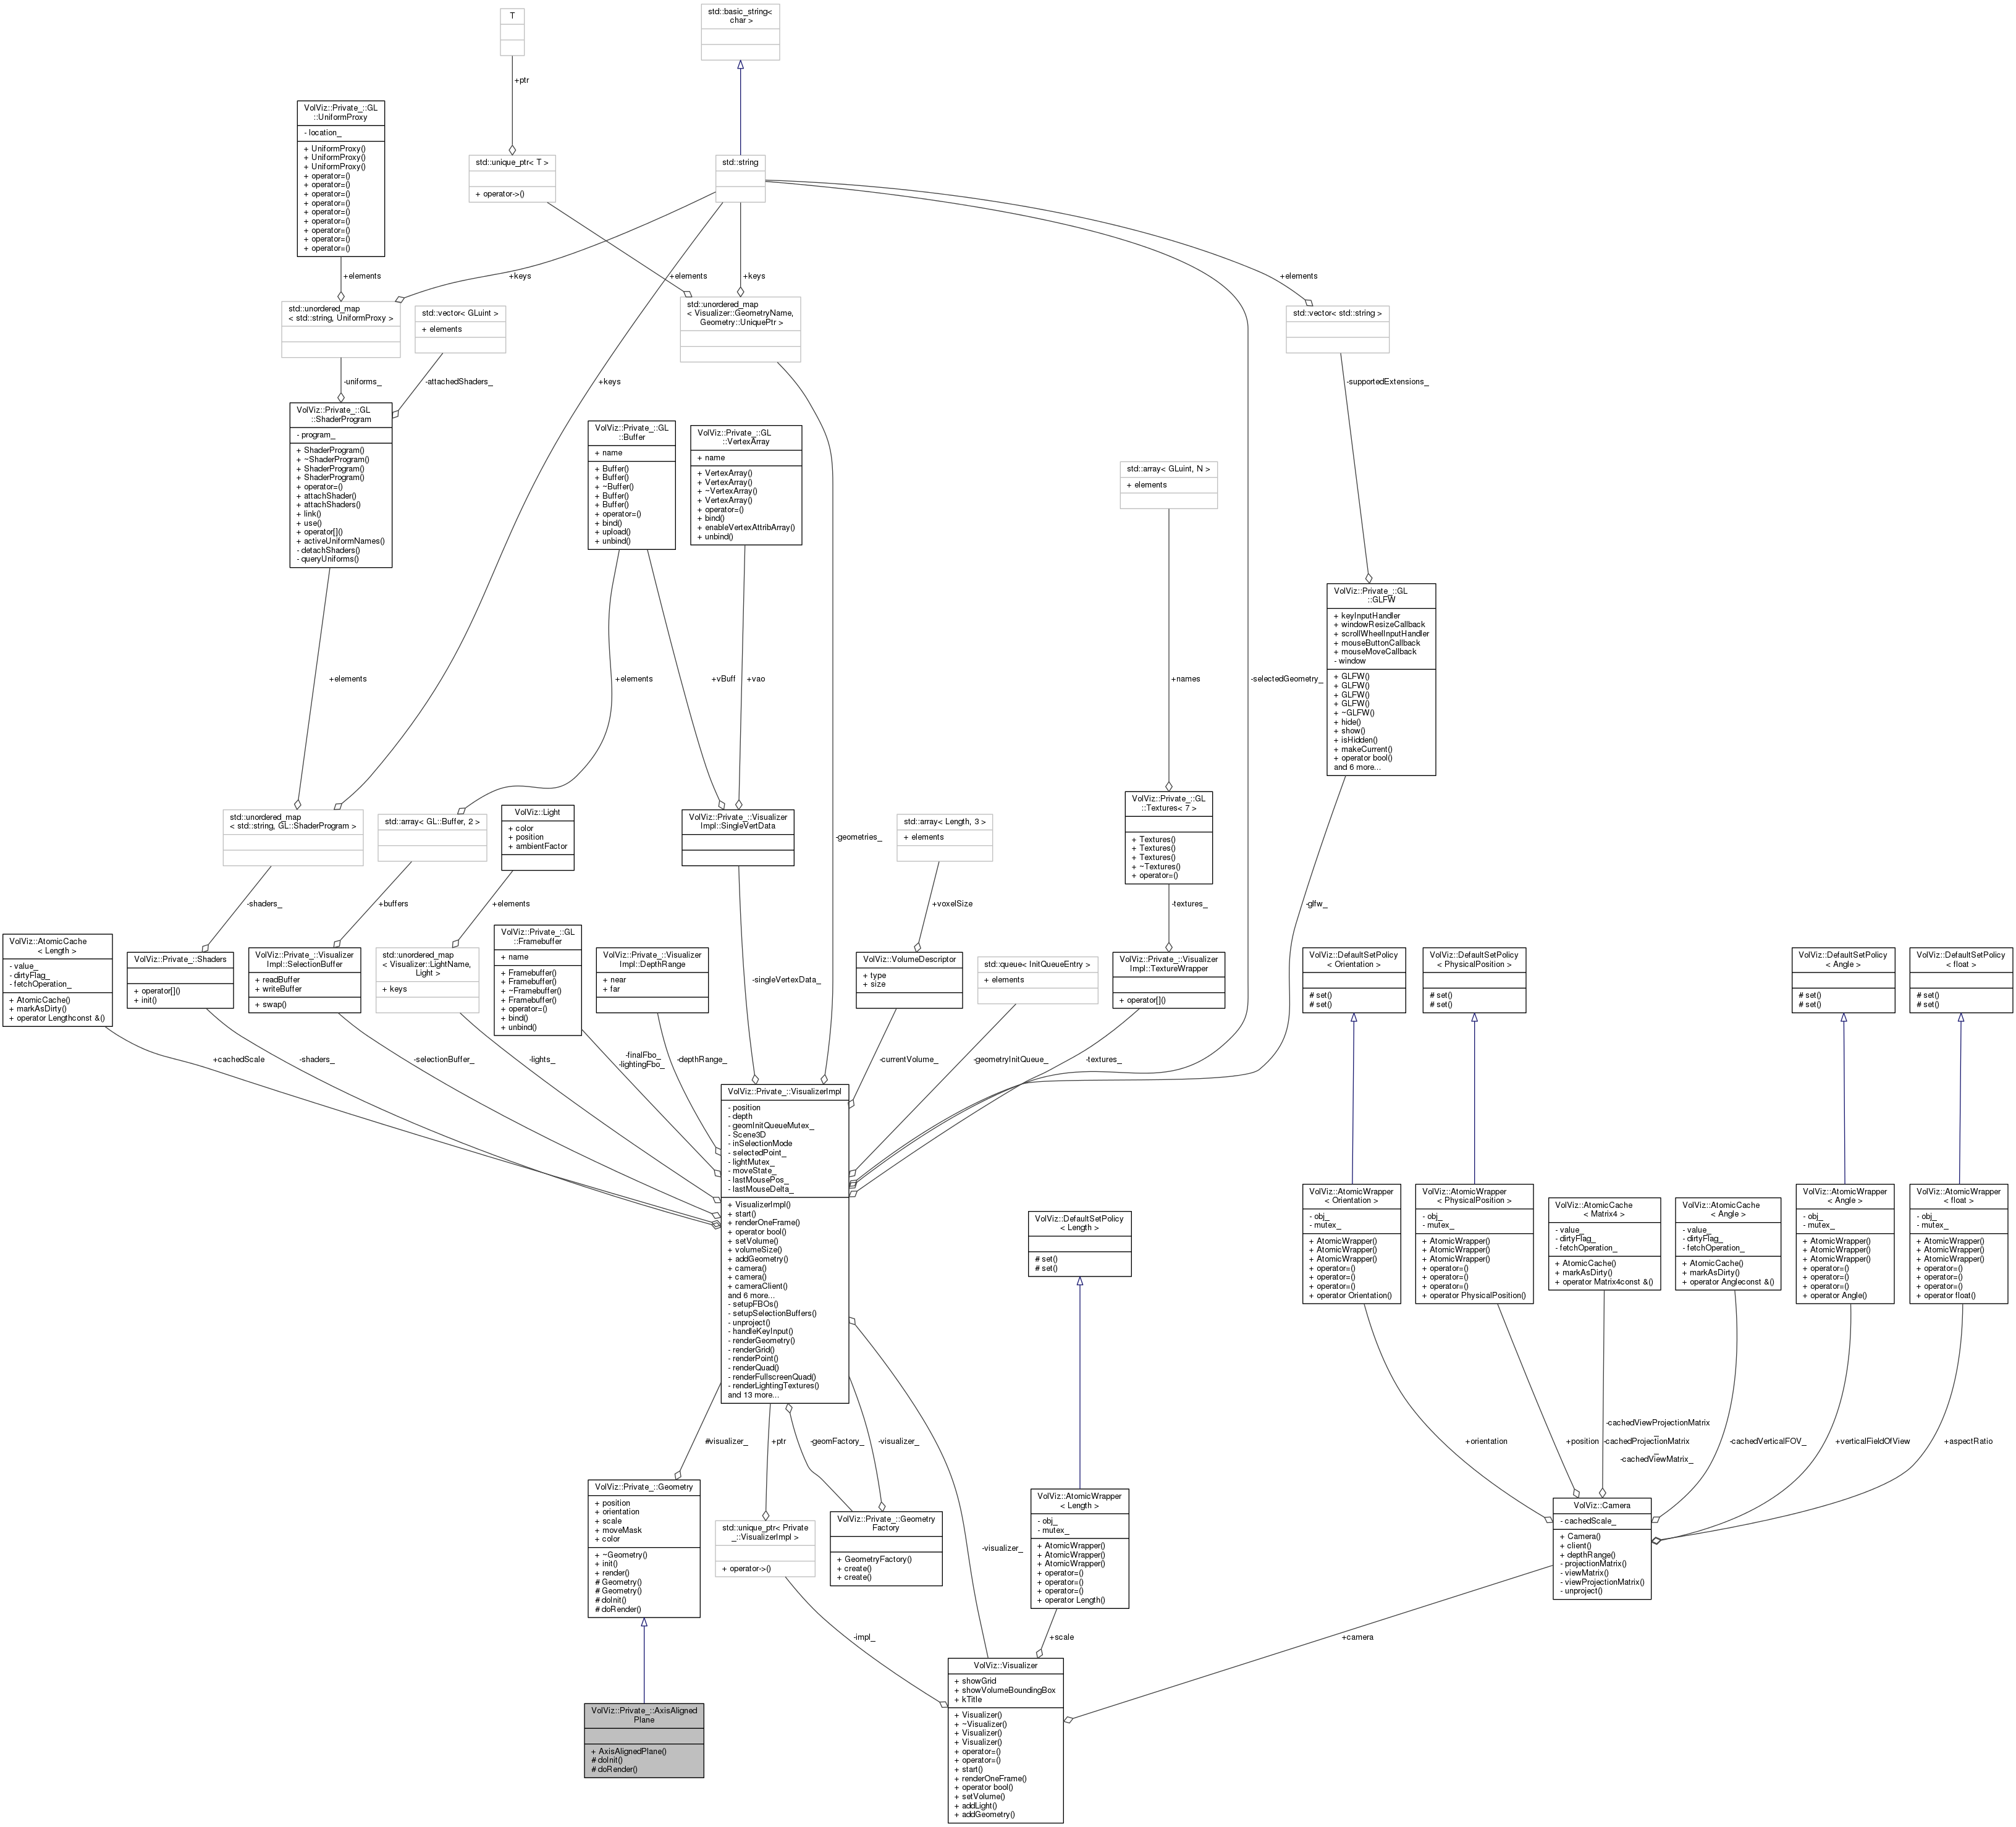 T
+ptr
std::basic_string<
char >
VolViz::Private_::GL
::UniformProxy
- location_
+ UniformProxy()
+ UniformProxy()
+ UniformProxy()
+ operator=()
+ operator=()
+ operator=()
+ operator=()
+ operator=()
+ operator=()
+ operator=()
+ operator=()
+ operator=()
std::unique_ptr< T >
+ operator->()
std::string
+elements
+keys
+elements
+keys
+elements
std::unordered_map
< std::string, UniformProxy >
std::vector< GLuint >
+ elements
std::unordered_map
< Visualizer::GeometryName,
Geometry::UniquePtr >
std::vector< std::string >
-uniforms_
-attachedShaders_
+keys
-supportedExtensions_
VolViz::Private_::GL
::ShaderProgram
- program_
+ ShaderProgram()
+ ~ShaderProgram()
+ ShaderProgram()
+ ShaderProgram()
+ operator=()
+ attachShader()
+ attachShaders()
+ link()
+ use()
+ operator[]()
+ activeUniformNames()
- detachShaders()
- queryUniforms()
VolViz::Private_::GL
::Buffer
+ name
+ Buffer()
+ Buffer()
+ ~Buffer()
+ Buffer()
+ Buffer()
+ operator=()
+ bind()
+ upload()
+ unbind()
VolViz::Private_::GL
::VertexArray
+ name
+ VertexArray()
+ VertexArray()
+ ~VertexArray()
+ VertexArray()
+ operator=()
+ bind()
+ enableVertexAttribArray()
+ unbind()
std::array< GLuint, N >
+ elements
VolViz::Private_::GL
::GLFW
+ keyInputHandler
+ windowResizeCallback
+ scrollWheelInputHandler
+ mouseButtonCallback
+ mouseMoveCallback
- window
+ GLFW()
+ GLFW()
+ GLFW()
+ GLFW()
+ ~GLFW()
+ hide()
+ show()
+ isHidden()
+ makeCurrent()
+ operator bool()
and 6 more...
+elements
+elements
+vBuff
+vao
+names
-selectedGeometry_
std::unordered_map
< std::string, GL::ShaderProgram >
std::array< GL::Buffer, 2 >
VolViz::Light
+ color
+ position
+ ambientFactor
VolViz::Private_::Visualizer
Impl::SingleVertData
-geometries_
std::array< Length, 3 >
+ elements
VolViz::Private_::GL
::Textures< 7 >
+ Textures()
+ Textures()
+ Textures()
+ ~Textures()
+ operator=()
-shaders_
+buffers
+elements
+voxelSize
-textures_
-glfw_
VolViz::AtomicCache
< Length >
- value_
- dirtyFlag_
- fetchOperation_
+ AtomicCache()
+ markAsDirty()
+ operator Lengthconst &()
VolViz::Private_::Shaders
+ operator[]()
+ init()
VolViz::Private_::Visualizer
Impl::SelectionBuffer
+ readBuffer
+ writeBuffer
+ swap()
std::unordered_map
< Visualizer::LightName,
Light >
+ keys
VolViz::Private_::GL
::Framebuffer
+ name
+ Framebuffer()
+ Framebuffer()
+ ~Framebuffer()
+ Framebuffer()
+ operator=()
+ bind()
+ unbind()
VolViz::Private_::Visualizer
Impl::DepthRange
+ near
+ far
-singleVertexData_
VolViz::VolumeDescriptor
+ type
+ size
std::queue< InitQueueEntry >
+ elements
VolViz::Private_::Visualizer
Impl::TextureWrapper
+ operator[]()
VolViz::DefaultSetPolicy
< Orientation >
# set()
# set()
VolViz::DefaultSetPolicy
< PhysicalPosition >
# set()
# set()
VolViz::DefaultSetPolicy
< Angle >
# set()
# set()
VolViz::DefaultSetPolicy
< float >
# set()
# set()
+cachedScale
-shaders_
-selectionBuffer_
-lights_
-finalFbo_
-lightingFbo_
-depthRange_
-currentVolume_
-geometryInitQueue_
-textures_
VolViz::Private_::VisualizerImpl
- position
- depth
- geomInitQueueMutex_
- Scene3D
- inSelectionMode
- selectedPoint_
- lightMutex_
- moveState_
- lastMousePos_
- lastMouseDelta_
+ VisualizerImpl()
+ start()
+ renderOneFrame()
+ operator bool()
+ setVolume()
+ volumeSize()
+ addGeometry()
+ camera()
+ camera()
+ cameraClient()
and 6 more...
- setupFBOs()
- setupSelectionBuffers()
- unproject()
- handleKeyInput()
- renderGeometry()
- renderGrid()
- renderPoint()
- renderQuad()
- renderFullscreenQuad()
- renderLightingTextures()
and 13 more...
VolViz::DefaultSetPolicy
< Length >
# set()
# set()
VolViz::AtomicWrapper
< Orientation >
- obj_
- mutex_
+ AtomicWrapper()
+ AtomicWrapper()
+ AtomicWrapper()
+ operator=()
+ operator=()
+ operator=()
+ operator Orientation()
VolViz::AtomicWrapper
< PhysicalPosition >
- obj_
- mutex_
+ AtomicWrapper()
+ AtomicWrapper()
+ AtomicWrapper()
+ operator=()
+ operator=()
+ operator=()
+ operator PhysicalPosition()
VolViz::AtomicCache
< Matrix4 >
- value_
- dirtyFlag_
- fetchOperation_
+ AtomicCache()
+ markAsDirty()
+ operator Matrix4const &()
VolViz::AtomicCache
< Angle >
- value_
- dirtyFlag_
- fetchOperation_
+ AtomicCache()
+ markAsDirty()
+ operator Angleconst &()
VolViz::AtomicWrapper
< Angle >
- obj_
- mutex_
+ AtomicWrapper()
+ AtomicWrapper()
+ AtomicWrapper()
+ operator=()
+ operator=()
+ operator=()
+ operator Angle()
VolViz::AtomicWrapper
< float >
- obj_
- mutex_
+ AtomicWrapper()
+ AtomicWrapper()
+ AtomicWrapper()
+ operator=()
+ operator=()
+ operator=()
+ operator float()
#visualizer_
+ptr
-geomFactory_
-visualizer_
+orientation
+position
-cachedViewProjectionMatrix
_
-cachedProjectionMatrix
_
-cachedViewMatrix_
-cachedVerticalFOV_
+verticalFieldOfView
+aspectRatio
VolViz::Private_::Geometry
+ position
+ orientation
+ scale
+ moveMask
+ color
+ ~Geometry()
+ init()
+ render()
# Geometry()
# Geometry()
# doInit()
# doRender()
std::unique_ptr< Private
_::VisualizerImpl >
+ operator->()
VolViz::Private_::Geometry
Factory
+ GeometryFactory()
+ create()
+ create()
-visualizer_
VolViz::AtomicWrapper
< Length >
- obj_
- mutex_
+ AtomicWrapper()
+ AtomicWrapper()
+ AtomicWrapper()
+ operator=()
+ operator=()
+ operator=()
+ operator Length()
VolViz::Camera
- cachedScale_
+ Camera()
+ client()
+ depthRange()
- projectionMatrix()
- viewMatrix()
- viewProjectionMatrix()
- unproject()
-impl_
+scale
+camera
VolViz::Private_::AxisAligned
Plane
+ AxisAlignedPlane()
# doInit()
# doRender()
VolViz::Visualizer
+ showGrid
+ showVolumeBoundingBox
+ kTitle
+ Visualizer()
+ ~Visualizer()
+ Visualizer()
+ Visualizer()
+ operator=()
+ operator=()
+ start()
+ renderOneFrame()
+ operator bool()
+ setVolume()
+ addLight()
+ addGeometry()